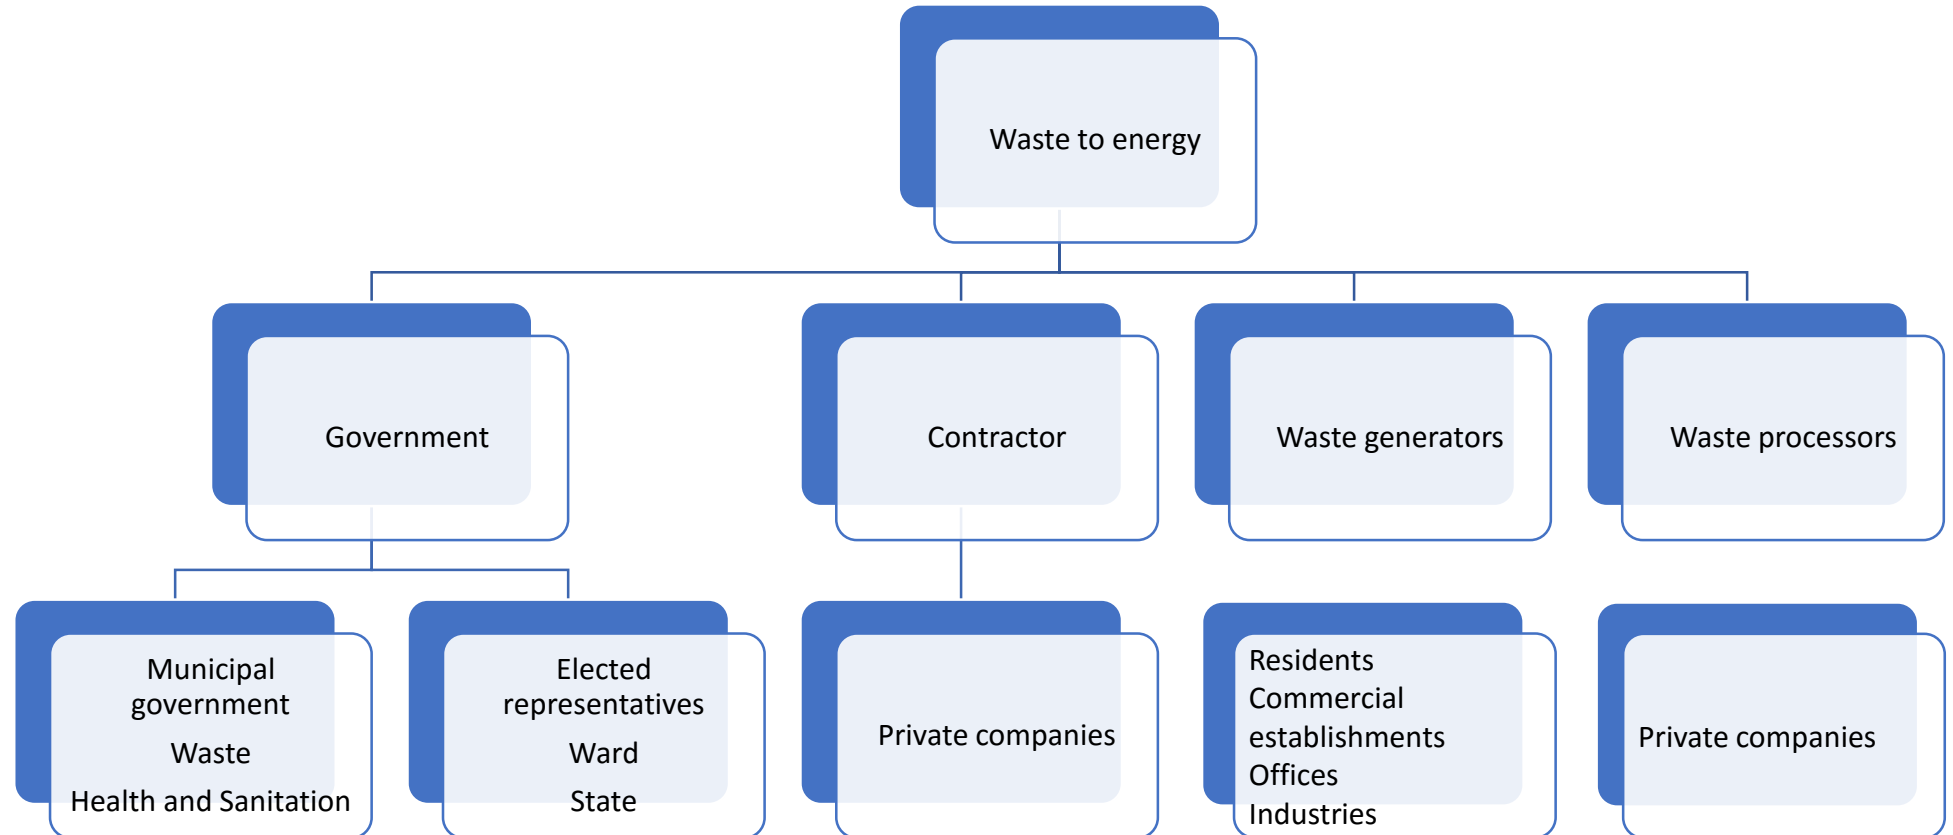 Waste to energy
Government
Contractor
Waste generators
Waste processors
Municipal
government
Waste
Health and Sanitation
Elected
representatives
Ward
State
Private companies
Residents
Commercial
establishments
Offices
Industries
Private companies